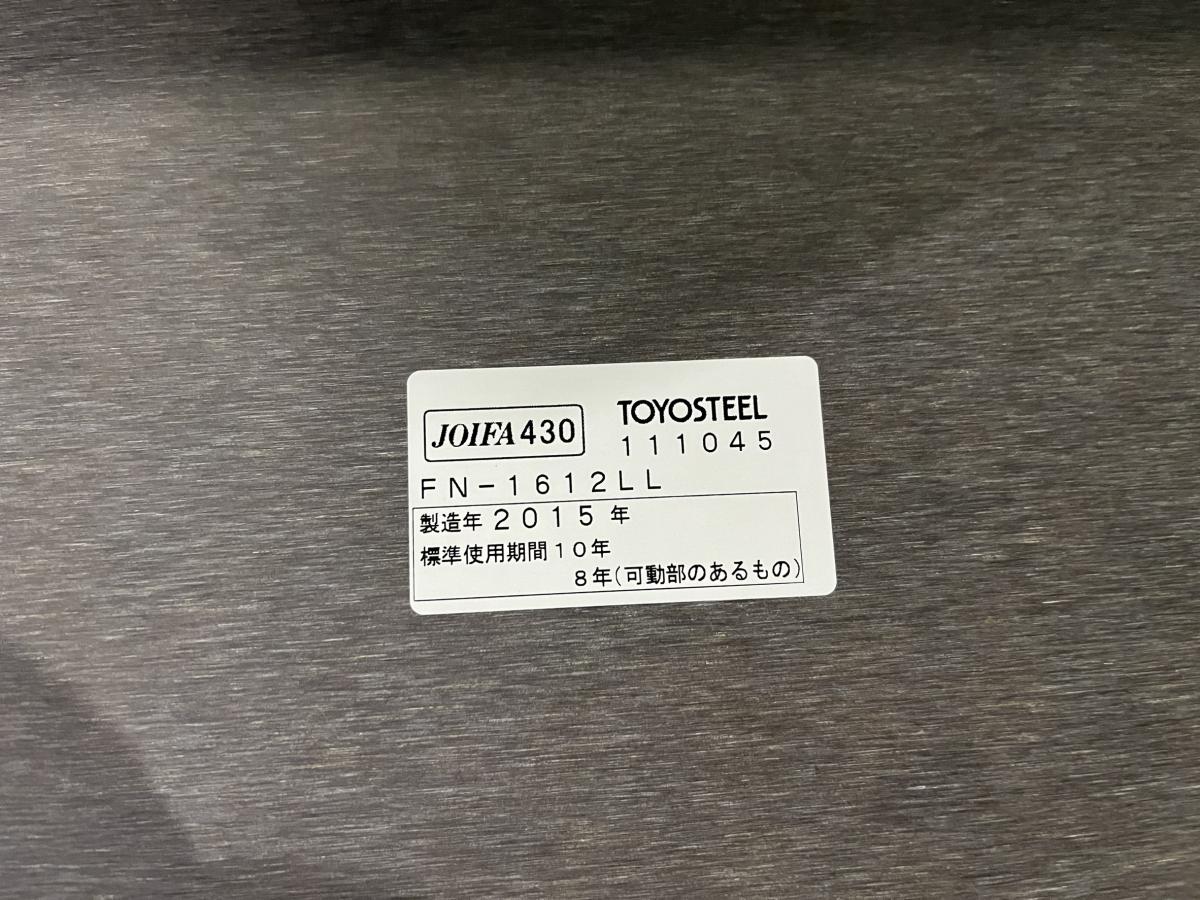 JOIFA430
TOYOSTEEL
111045
FN-1612LL
製造年 2015 年
標準使用期間10年
8年(可動部のあるもの)